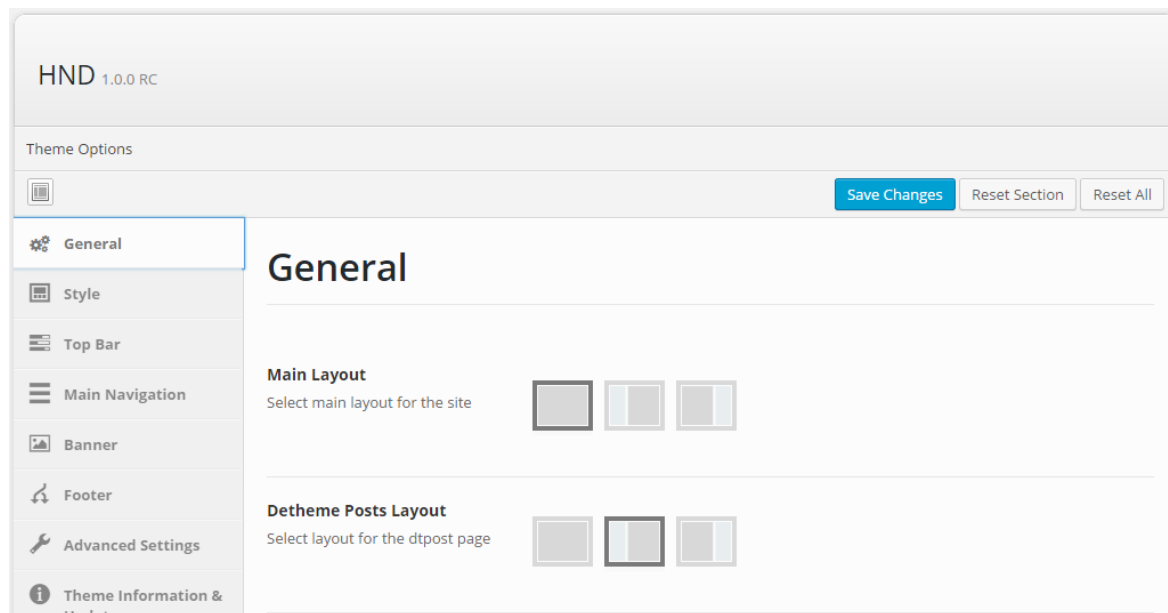 HND 1.0.0 RC
Theme Options
Save Changes Reset Section Reset All
General
Style
Top Bar
Main Navigation
Banner
Footer
Advanced Settings
Theme Information &
General
Main Layout
Select main layout for the site
Detheme Posts Layout
Select layout for the dtpost page